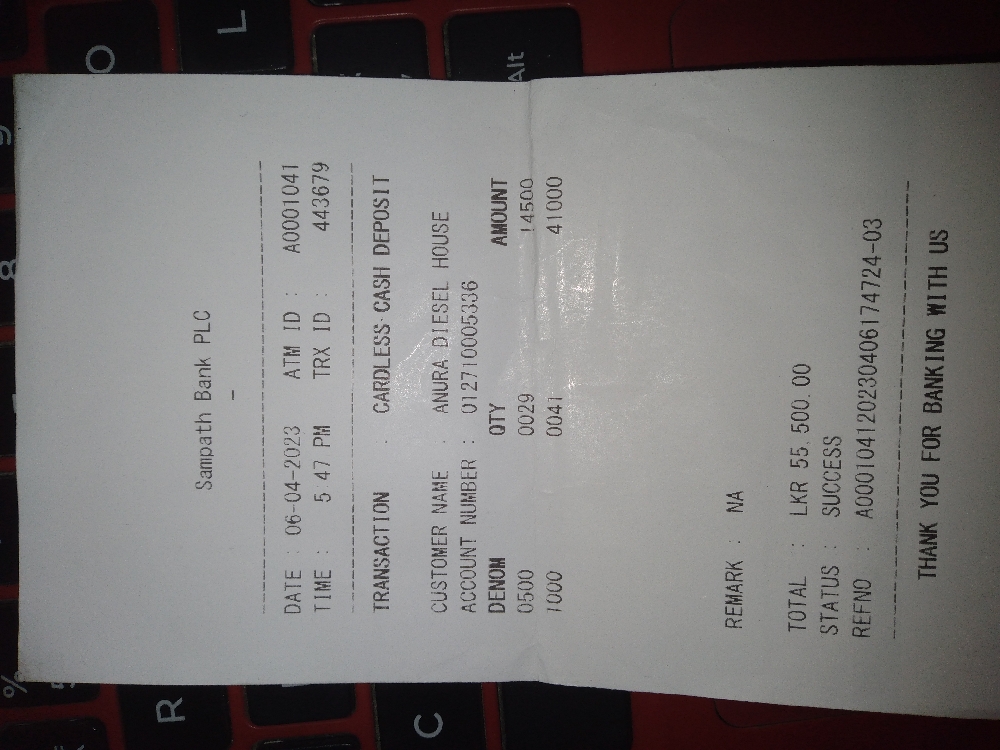 Sampath Bank PLC
DATE : 06-04-2023 ATM ID : A0001041
TIME : 5 47 PM TRX ID : 443679
TRANSACTION : CARDLESS CASH DEPOSIT
CUSTOMER NAME : ANURA DIESEL HOUSE
ACCOUNT NUMBER : 012710005336
DENOM QTY AMOUNT
0500 0029 14500
1000 0041 41000
REMARK : NA
TOTAL : LKR 55,500.00
STATUS : SUCCESS
REFNO : A000104120230406174724-03
THANK YOU FOR BANKING WITH US
O
L
Alt
R
C
%